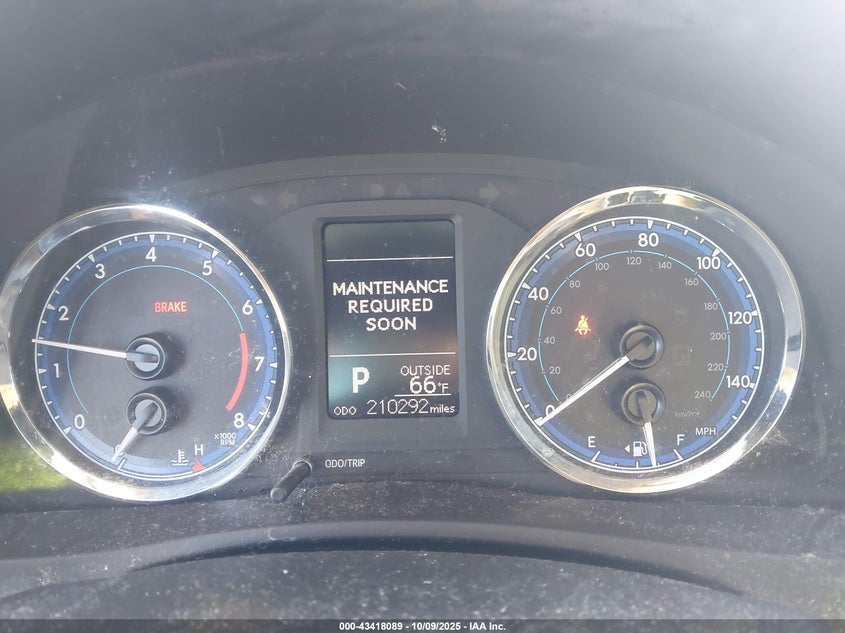 0 1 2 3 4 5 6 7 8
BRAKE
x1000
RPM
H
MAINTENANCE
REQUIRED
SOON
P
OUTSIDE
66°F
ODO 210292 miles
ODO/TRIP
0 20 40 60 80 100 120 140
0 20 40 60 80 100 120 140 160 180 200 240
km/h
MPH
E F
000-43418089 - 10/09/2025 - IAA Inc.